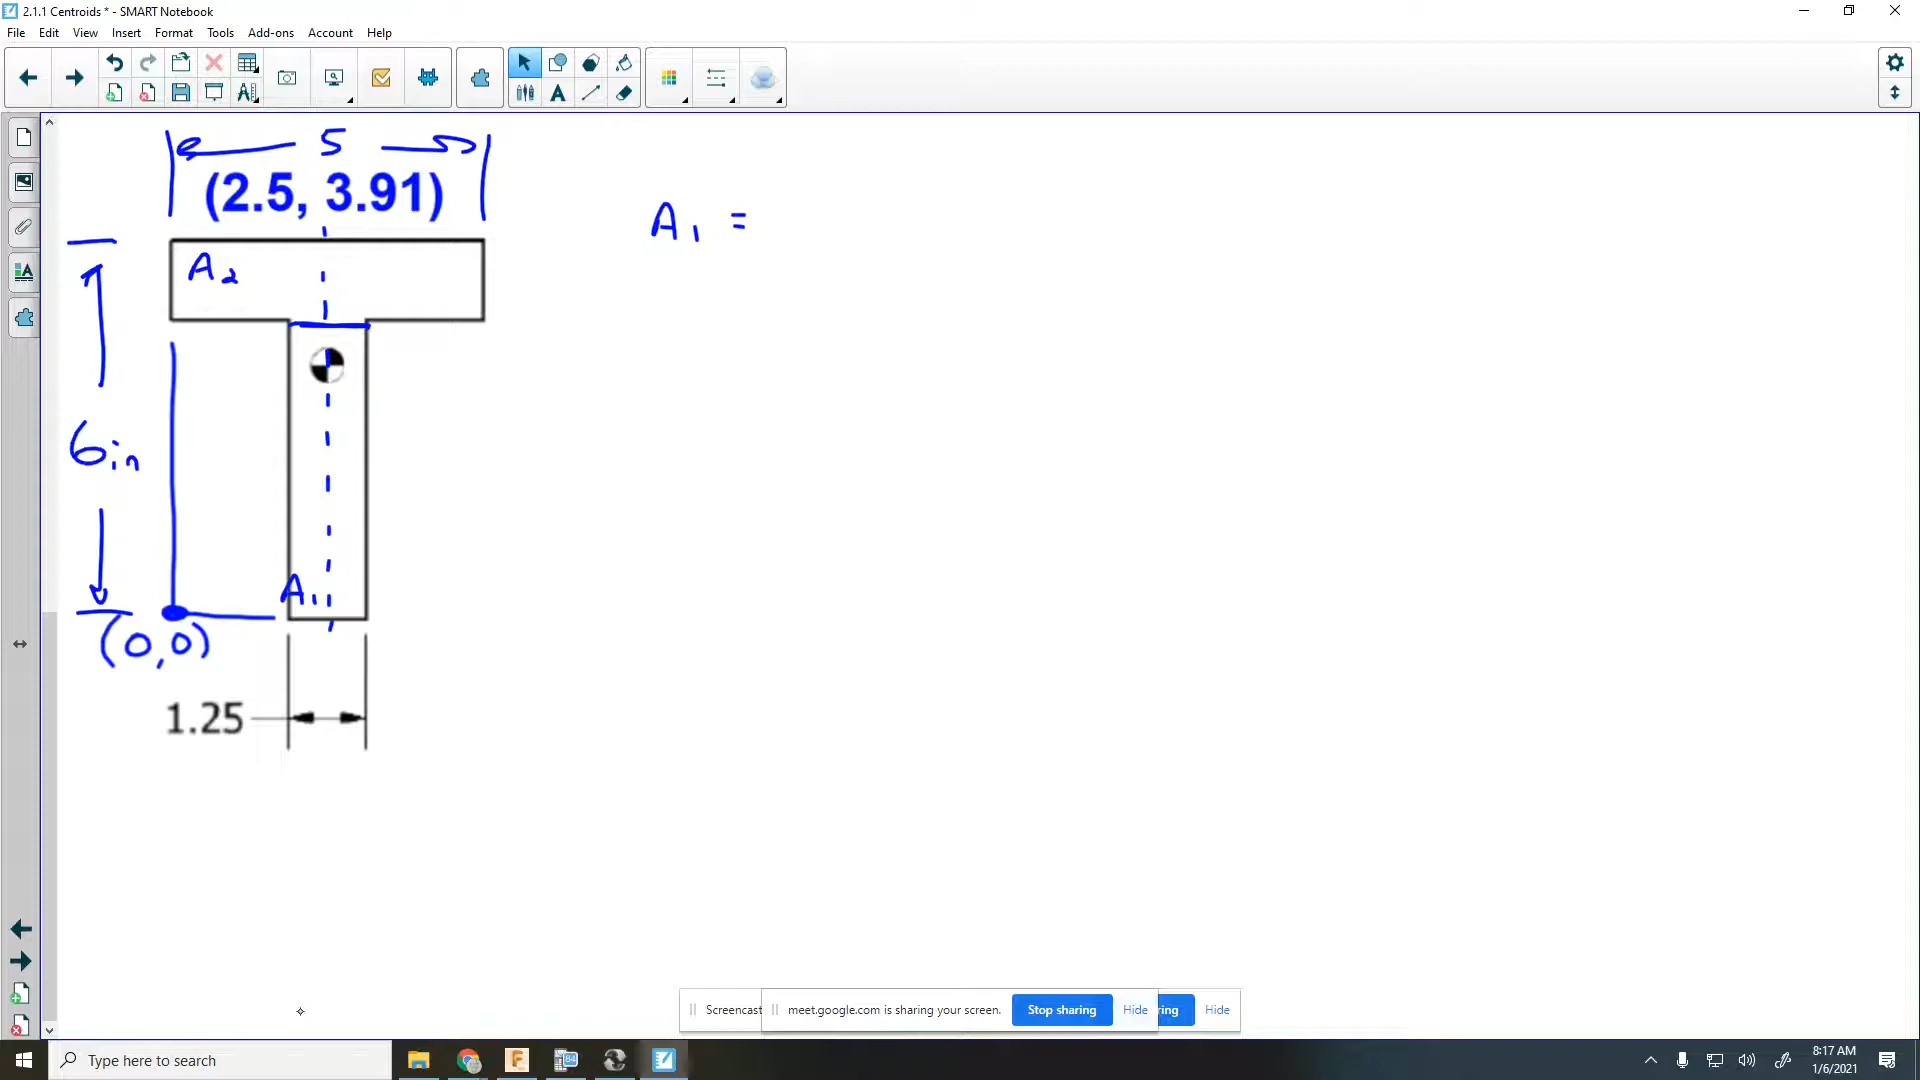 2.1.1 Centroids * - SMART Notebook
File Edit View Insert Format Tools Add-ons Account Help
5
(2.5, 3.91)
A1 =
A2
6in
A1
(0,0)
1.25
Screencast
meet.google.com is sharing your screen. Stop sharing Hide
ring Hide
Type here to search
84
8:17 AM
1/6/2021